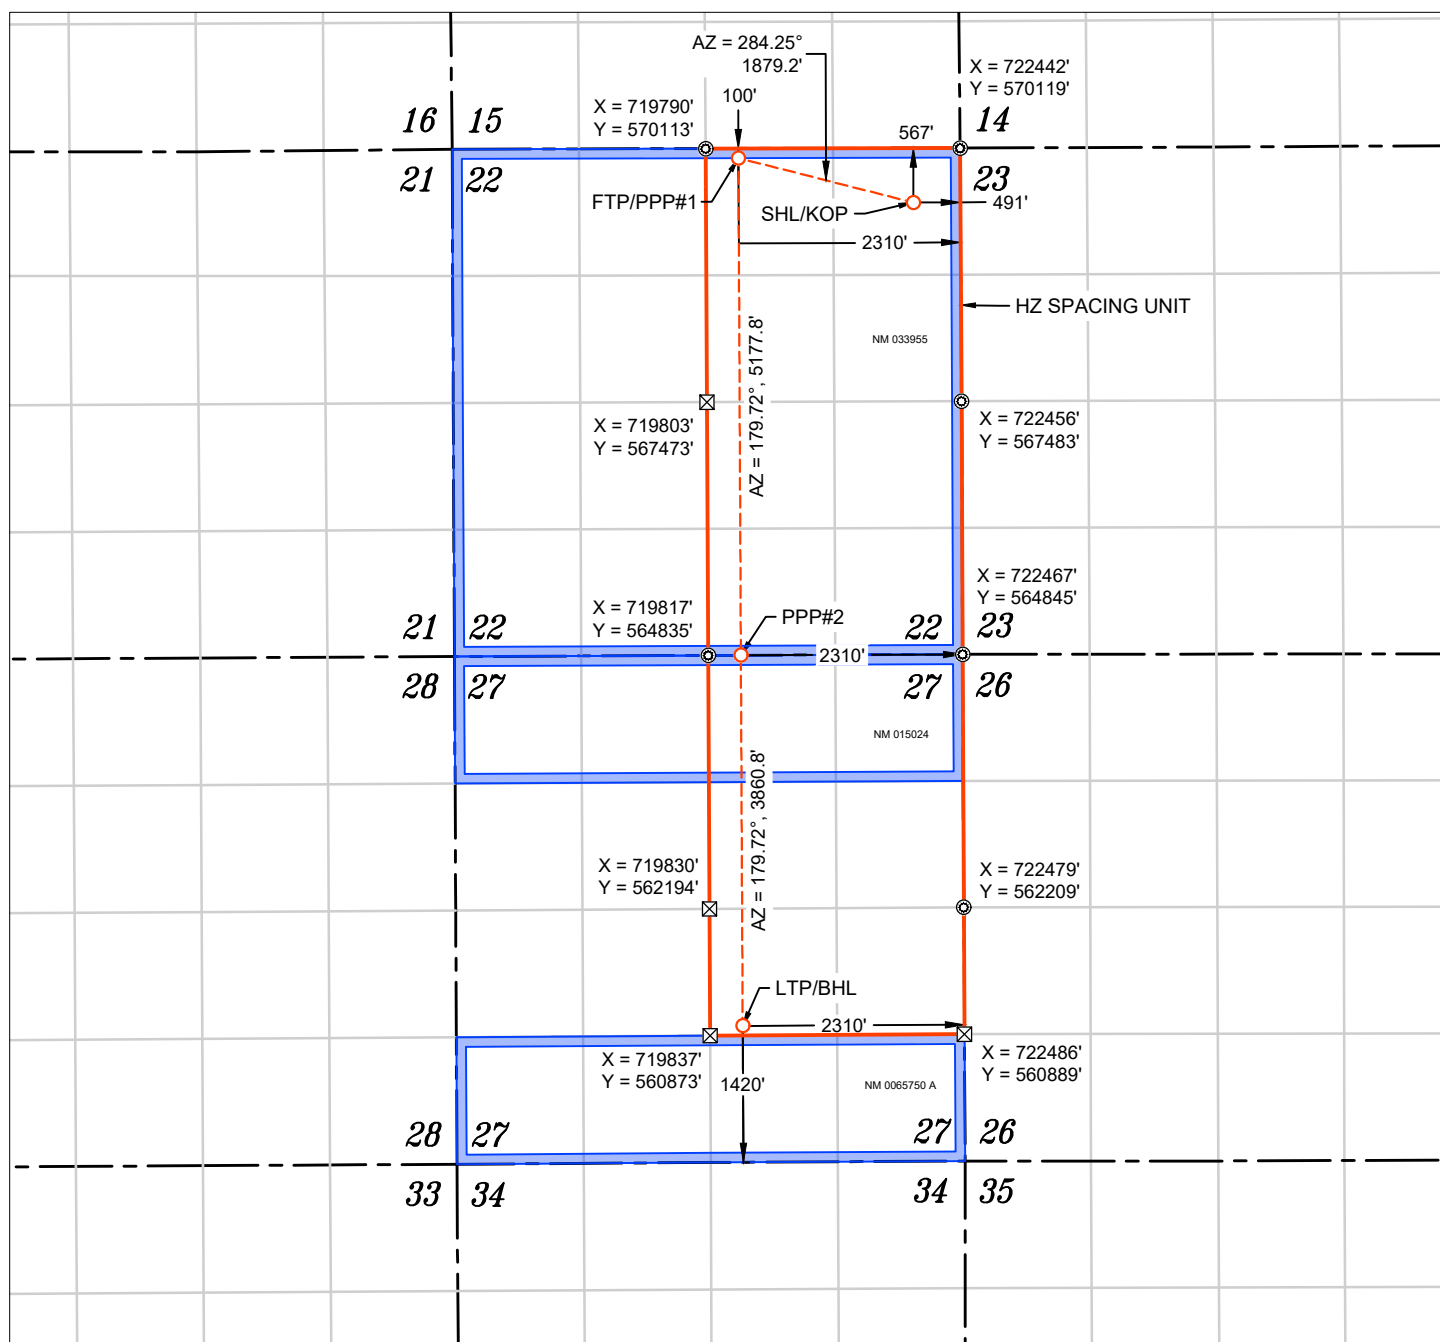 AZ = 284.25°
1879.2'
X = 722442'
Y = 570119'
100'
X = 719790'
Y = 570113'
16 15
567'
14
21 22
23
FTP/PPP#1
SHL/KOP
491'
2310'
HZ SPACING UNIT
NM 033955
AZ = 179.72°, 5177.8'
X = 719803'
Y = 567473'
X = 722456'
Y = 567483'
X = 722467'
Y = 564845'
X = 719817'
Y = 564835'
PPP#2
21 22
22 23
2310'
28 27
27 26
NM 015024
AZ = 179.72°, 3860.8'
X = 719830'
Y = 562194'
X = 722479'
Y = 562209'
LTP/BHL
2310'
X = 719837'
Y = 560873'
X = 722486'
Y = 560889'
1420'
NM 0065750 A
28 27
27 26
33 34
34 35